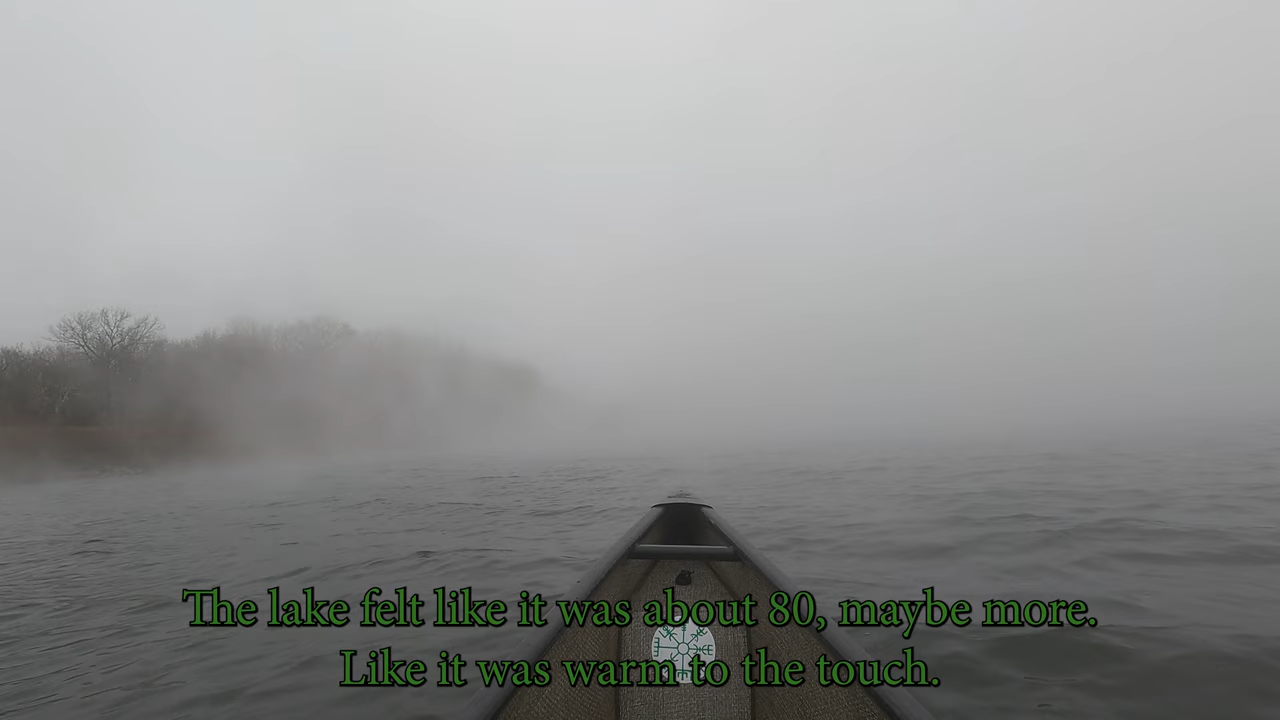 The lake felt like it was about 80, maybe more.
Like it was warm to the touch.